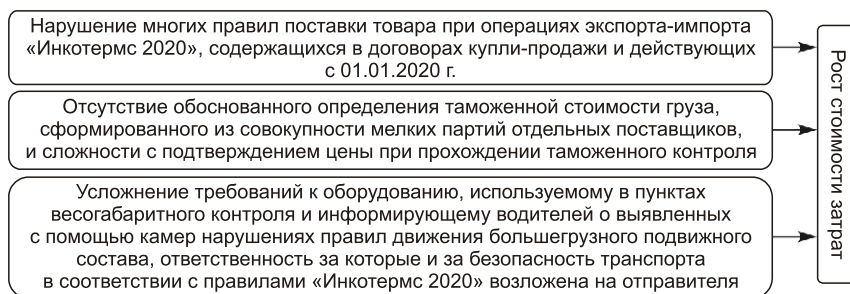 Нарушение многих правил поставки товара при операциях экспорта-импорта
«Инкотермс 2020», содержащихся в договорах купли-продажи и действующих
с 01.01.2020 г.
Отсутствие обоснованного определения таможенной стоимости груза,
сформированного из совокупности мелких партий отдельных поставщиков,
и сложности с подтверждением цены при прохождении таможенного контроля
Усложнение требований к оборудованию, используемому в пунктах
весогабаритного контроля и информирующему водителей о выявленных
с помощью камер нарушениях правил движения большегрузного подвижного
состава, ответственность за которые и за безопасность транспорта
в соответствии с правилами «Инкотермс 2020» возложена на отправителя
Рост стоимости затрат